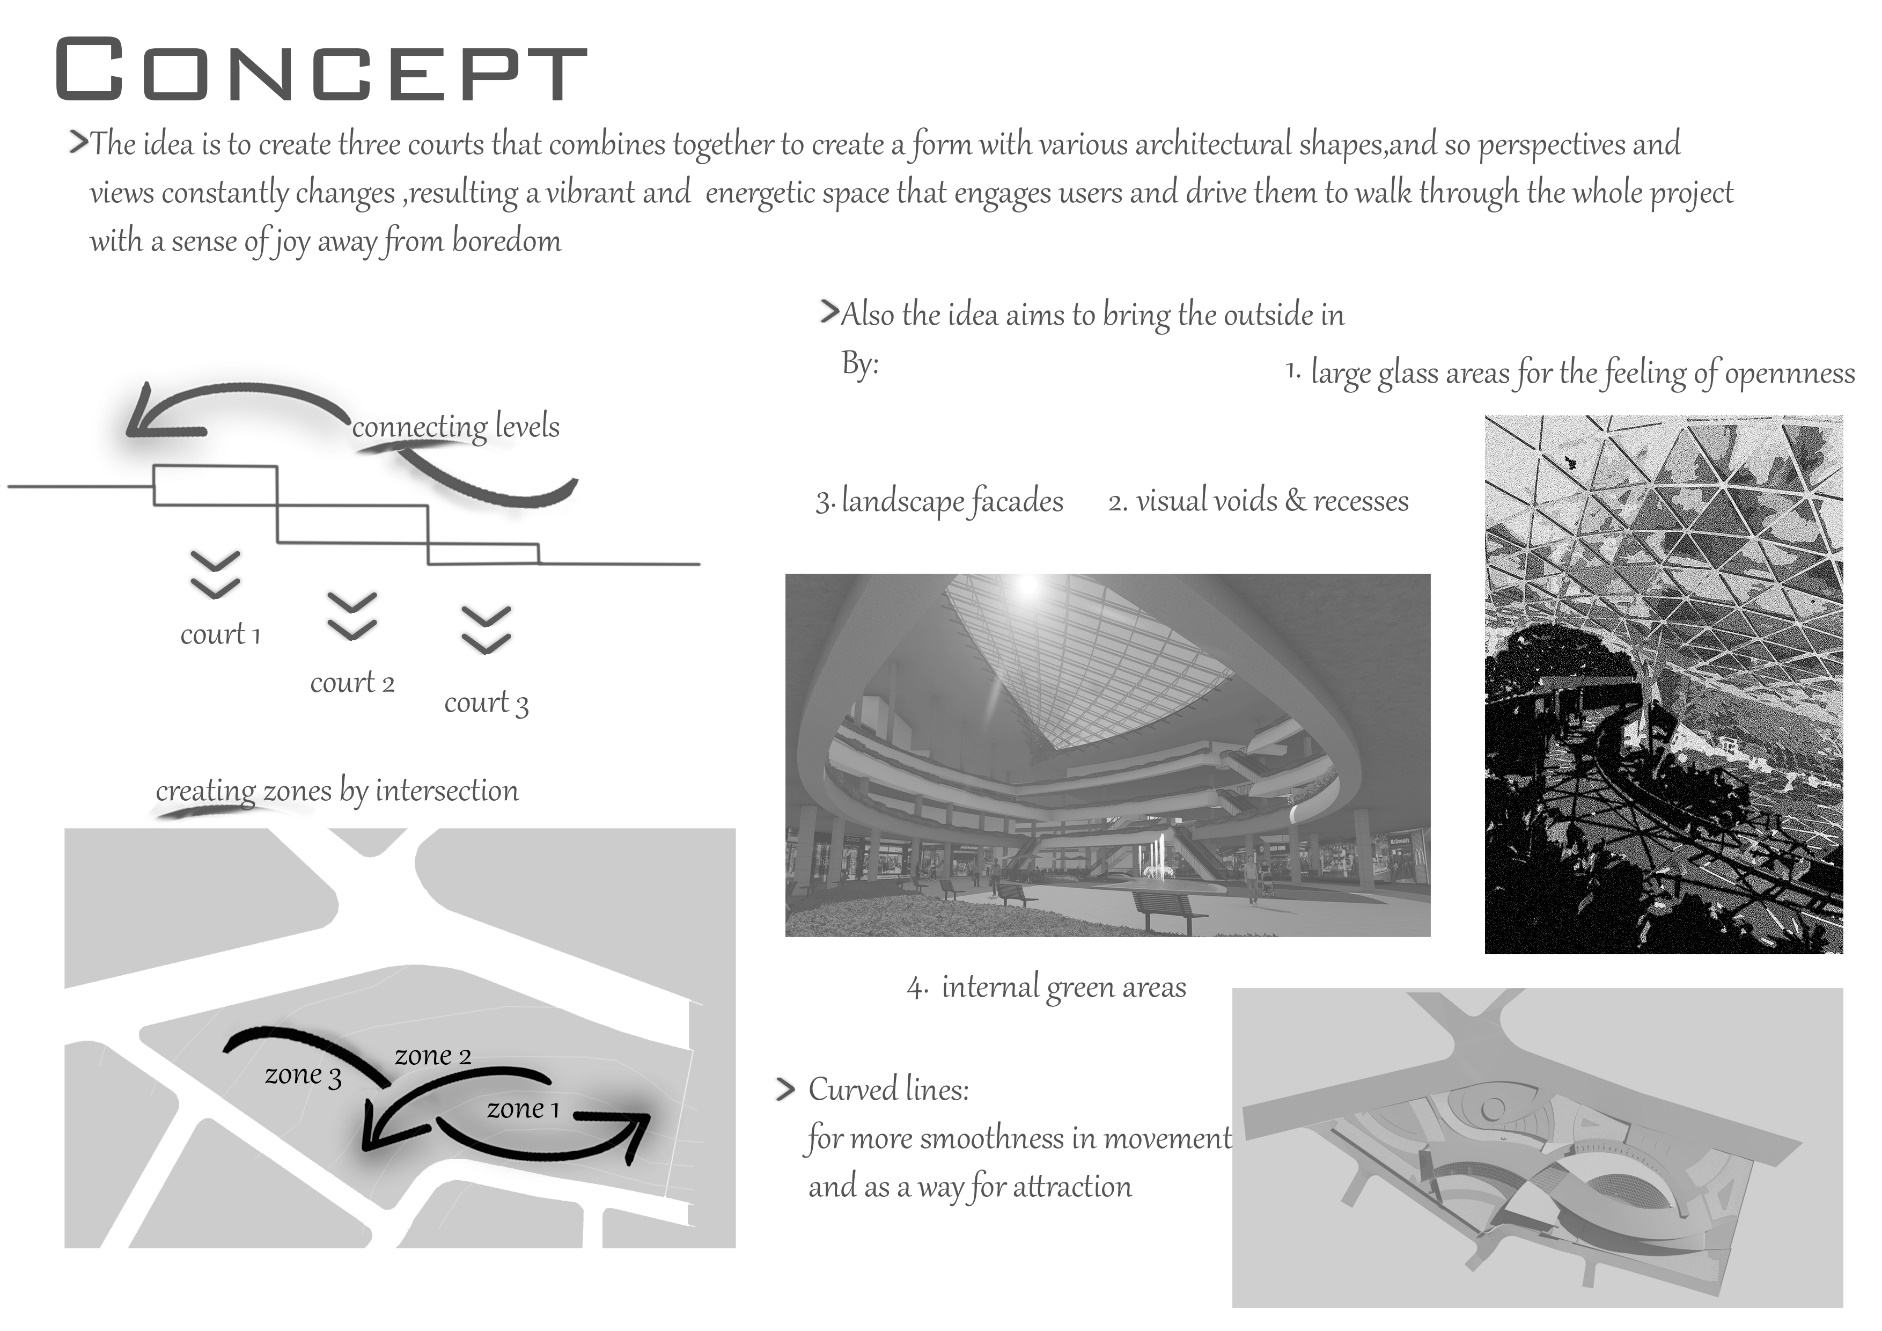 CONCEPT
>The idea is to create three courts that combines together to create a form with various architectural shapes,and so perspectives and
views constantly changes ,resulting a vibrant and energetic space that engages users and drive them to walk through the whole project
with a sense of joy away from boredom
>Also the idea aims to bring the outside in
By:
1. large glass areas for the feeling of opennness
connecting levels
3. landscape facades
2. visual voids & recesses
court 1
court 2
court 3
creating zones by intersection
zone 2
zone 3
zone 1
4. internal green areas
> Curved lines:
for more smoothness in movement
and as a way for attraction